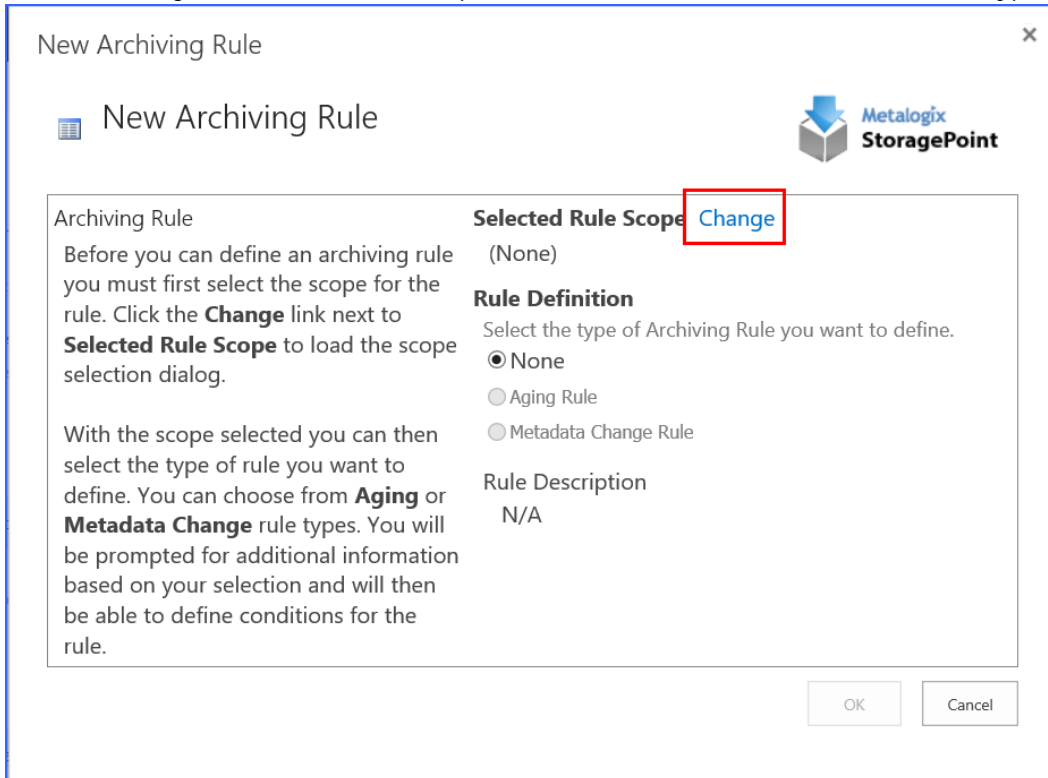 New Archiving Rule
New Archiving Rule
Metalogix
StoragePoint
Archiving Rule
Before you can define an archiving rule
you must first select the scope for the
rule. Click the Change link next to
Selected Rule Scope to load the scope
selection dialog.
With the scope selected you can then
select the type of rule you want to
define. You can choose from Aging or
Metadata Change rule types. You will
be prompted for additional information
based on your selection and will then
be able to define conditions for the
rule.
Selected Rule Scope Change
(None)
Rule Definition
Select the type of Archiving Rule you want to define.
None
Aging Rule
Metadata Change Rule
Rule Description
N/A
OK Cancel